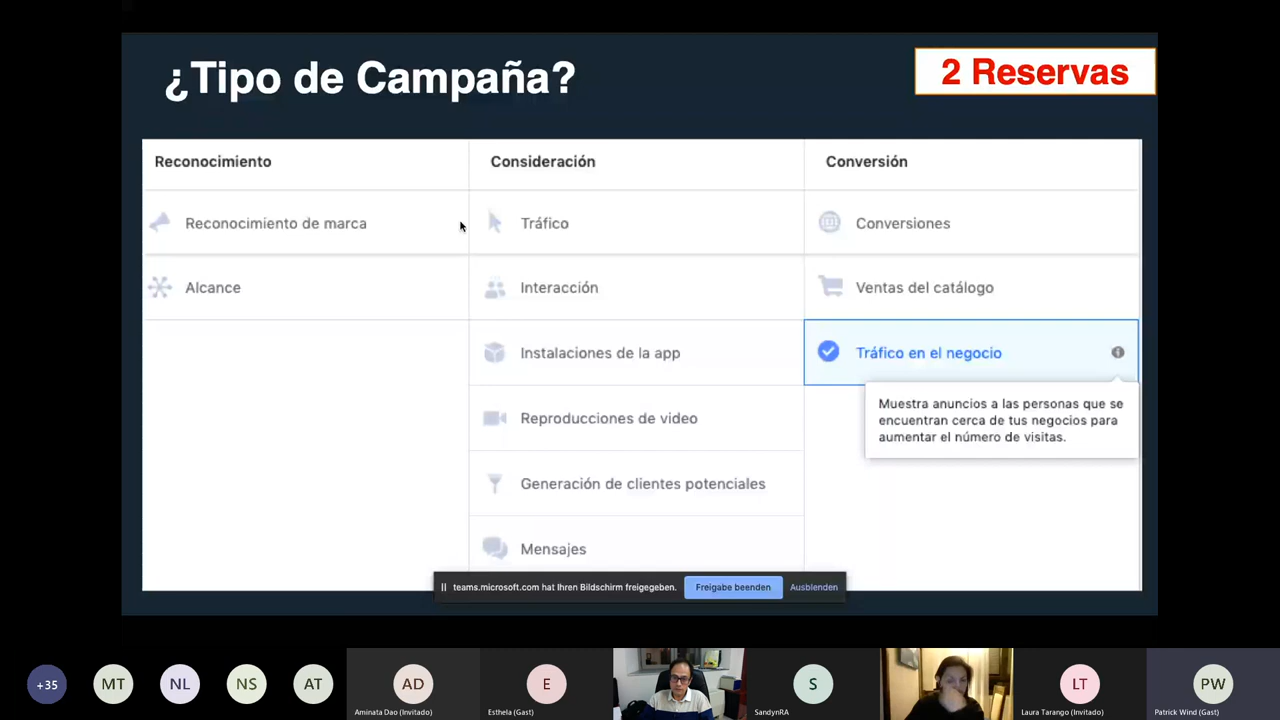 ¿Tipo de Campaña?
2 Reservas
Reconocimiento
Consideración
Conversión
Reconocimiento de marca
Tráfico
Conversiones
Alcance
Interacción
Ventas del catálogo
Instalaciones de la app
Tráfico en el negocio
Muestra anuncios a las personas que se
encuentran cerca de tus negocios para
aumentar el número de visitas.
Reproducciones de video
Generación de clientes potenciales
Mensajes
teams.microsoft.com hat Ihren Bildschirm freigegeben.
Freigabe beenden
Ausblenden
+35
MT
NL
NS
AT
AD
E
S
LT
PW
Aminata Dao (Invitado)
Esthela (Gast)
SandynRA
Laura Tarango (Invitado)
Patrick Wind (Gast)